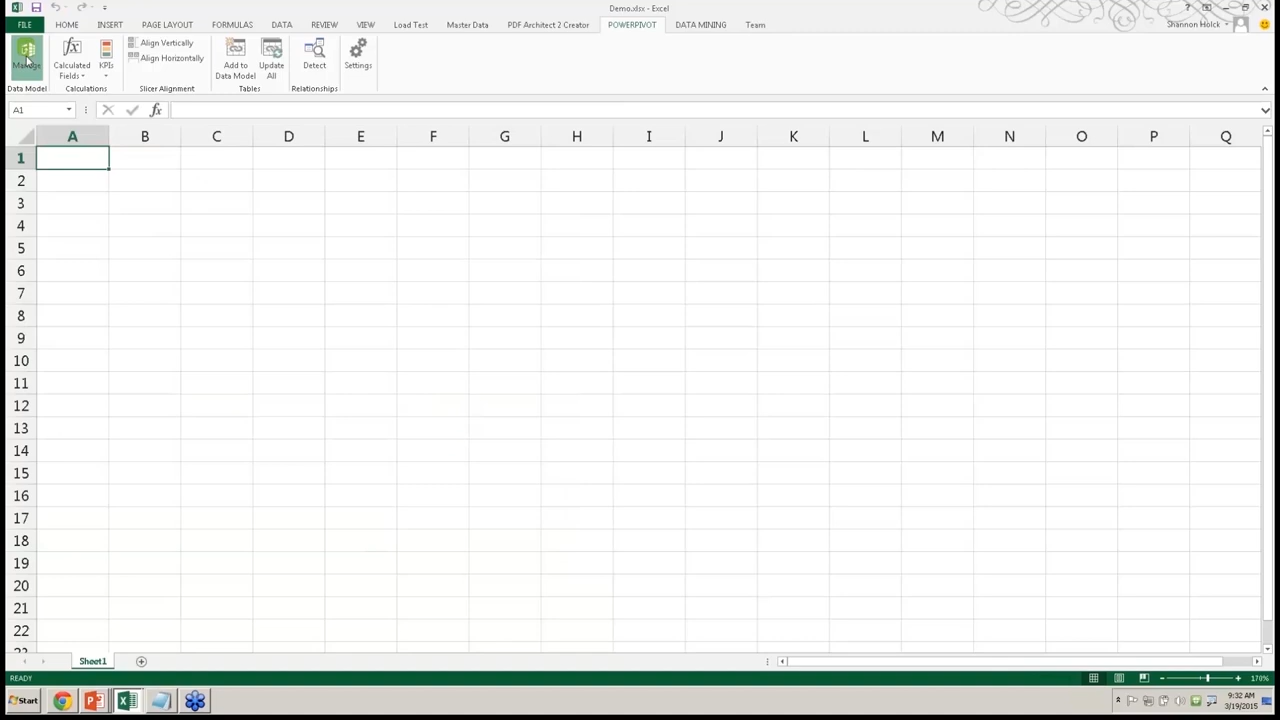 Demo.xlsx - Excel
FILE HOME INSERT PAGE LAYOUT FORMULAS DATA REVIEW VIEW Load Test Master Data PDF Architect 2 Creator POWERPIVOT DATA MINING Team Shannon Holck
Manage Calculated Fields KPIs Align Vertically Align Horizontally Add to Data Model Update All Detect Settings
Data Model Calculations Slicer Alignment Tables Relationships
A1 fx
A B C D E F G H I J K L M N O P Q
1
2
3
4
5
6
7
8
9
10
11
12
13
14
15
16
17
18
19
20
21
22
23
Sheet1
READY 170%
Start 9:32 AM
3/19/2015